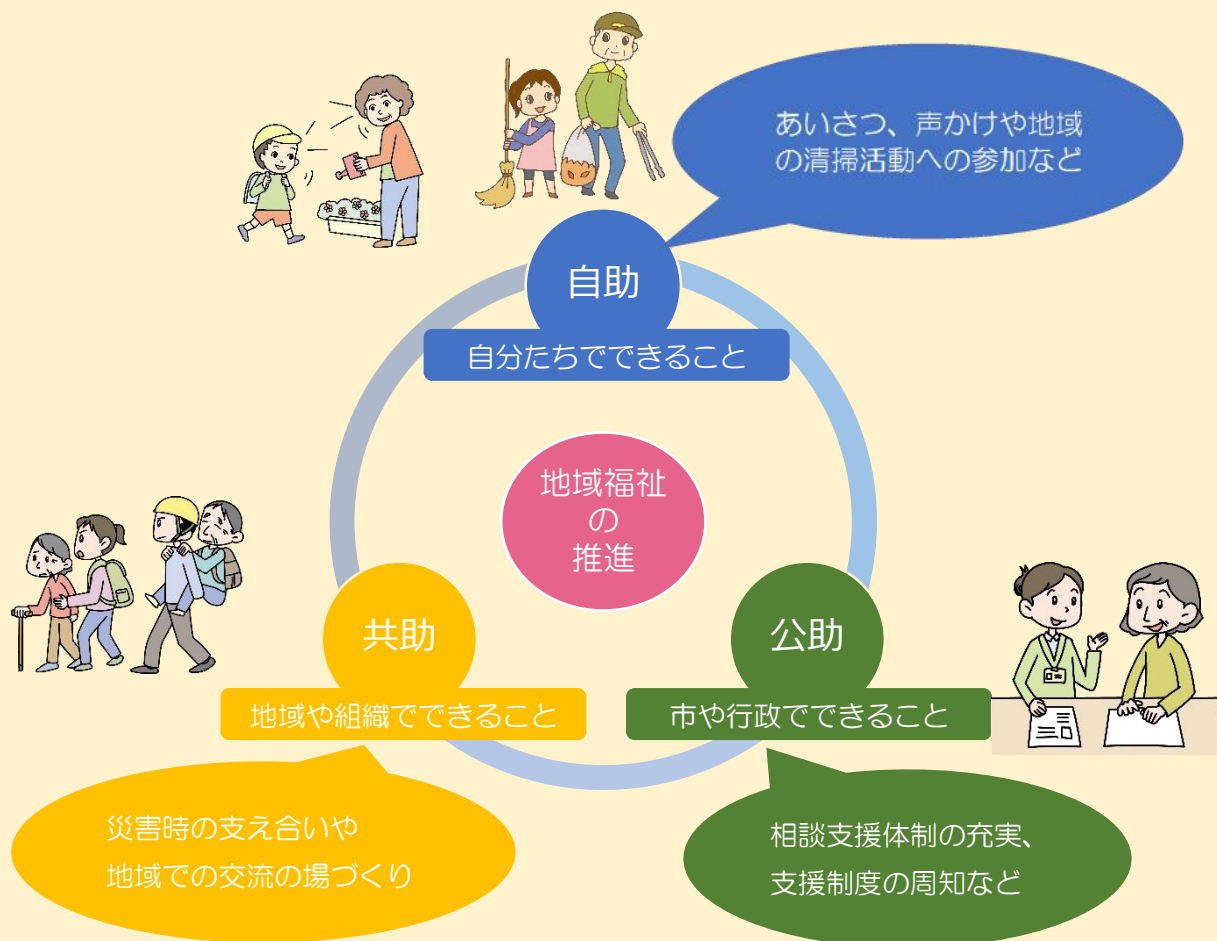 あいさつ、声かけや地域
の清掃活動への参加など
自助
自分たちでできること
地域福祉
の
推進
共助
地域や組織でできること
公助
市や行政でできること
災害時の支え合いや
地域での交流の場づくり
相談支援体制の充実、
支援制度の周知など